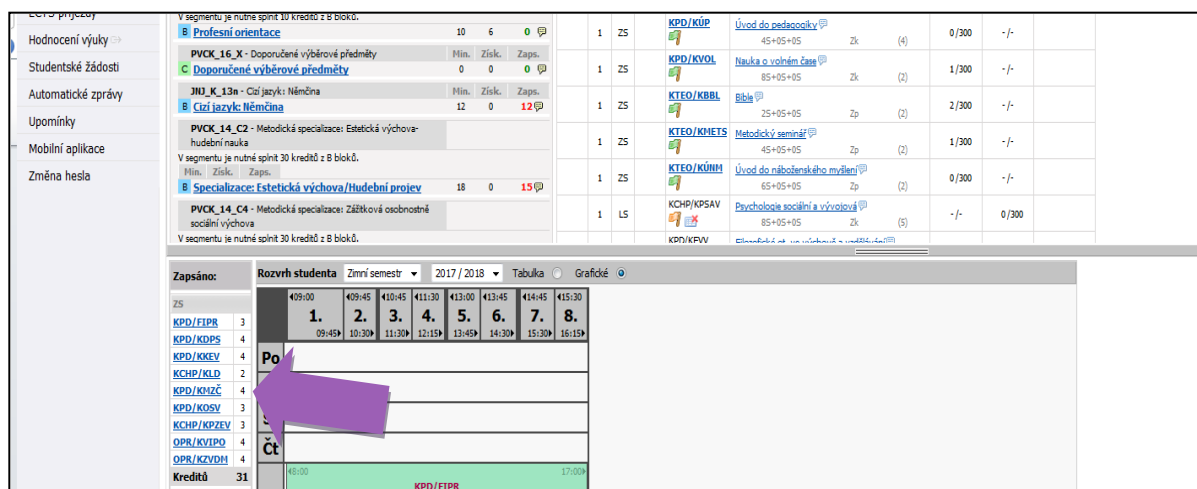 ECTS příjezdy
Hodnocení výuky
Studentské žádosti
Automatické zprávy
Upomínky
Mobilní aplikace
Změna hesla
V segmentu je nutné splnit 10 kreditů z B bloků.
B Profesní orientace 10 6 0
PVCK_16_X - Doporučené výběrové předměty Min. Získ. Zaps.
C Doporučené výběrové předměty 0 0 0
JNJ_K_13n - Cizí jazyk: Němčina Min. Získ. Zaps.
B Cizí jazyk: Němčina 12 0 12
PVCK_14_C2 - Metodická specializace: Estetická výchova-
hudební nauka
V segmentu je nutné splnit 30 kreditů z B bloků.
Min. Získ. Zaps.
B Specializace: Estetická výchova/Hudební projev 18 0 15
PVCK_14_C4 - Metodická specializace: Zážitková osobnostně
sociální výchova
V segmentu je nutné splnit 30 kreditů z B bloků.
1 ZS KPD/KÚP Úvod do pedagogiky 0/300 -/-
4S+0S+0S Zk (4)
1 ZS KPD/KVOL Nauka o volném čase 1/300 -/-
8S+0S+0S Zk (2)
1 ZS KTEO/KBBL Bible 2/300 -/-
2S+0S+0S Zp (2)
1 ZS KTEO/KMETS Metodický seminář 1/300 -/-
4S+0S+0S Zp (2)
1 ZS KTEO/KÚNM Úvod do náboženského myšlení 0/300 -/-
6S+0S+0S Zp (2)
1 LS KCHP/KPSAV Psychologie sociální a vývojová -/- 0/300
8S+0S+0S Zk (5)
KPD/KFVV Filozofické ot. ve výchově a vzdělávání
Zapsáno:
ZS
KPD/FIPR 3
KPD/KDPS 4
KPD/KKEV 4
KCHP/KLD 2
KPD/KMZČ 4
KPD/KOSV 3
KCHP/KPZEV 3
OPR/KVIPO 4
OPR/KZVDM 4
Kreditů 31
Rozvrh studenta Zimní semestr 2017 / 2018 Tabulka Grafické
09:00 09:45 10:45 11:30 13:00 13:45 14:45 15:30
1. 2. 3. 4. 5. 6. 7. 8.
09:45 10:30 11:30 12:15 13:45 14:30 15:30 16:15
Po
Čt
8:00 17:00
KPD/FIPR